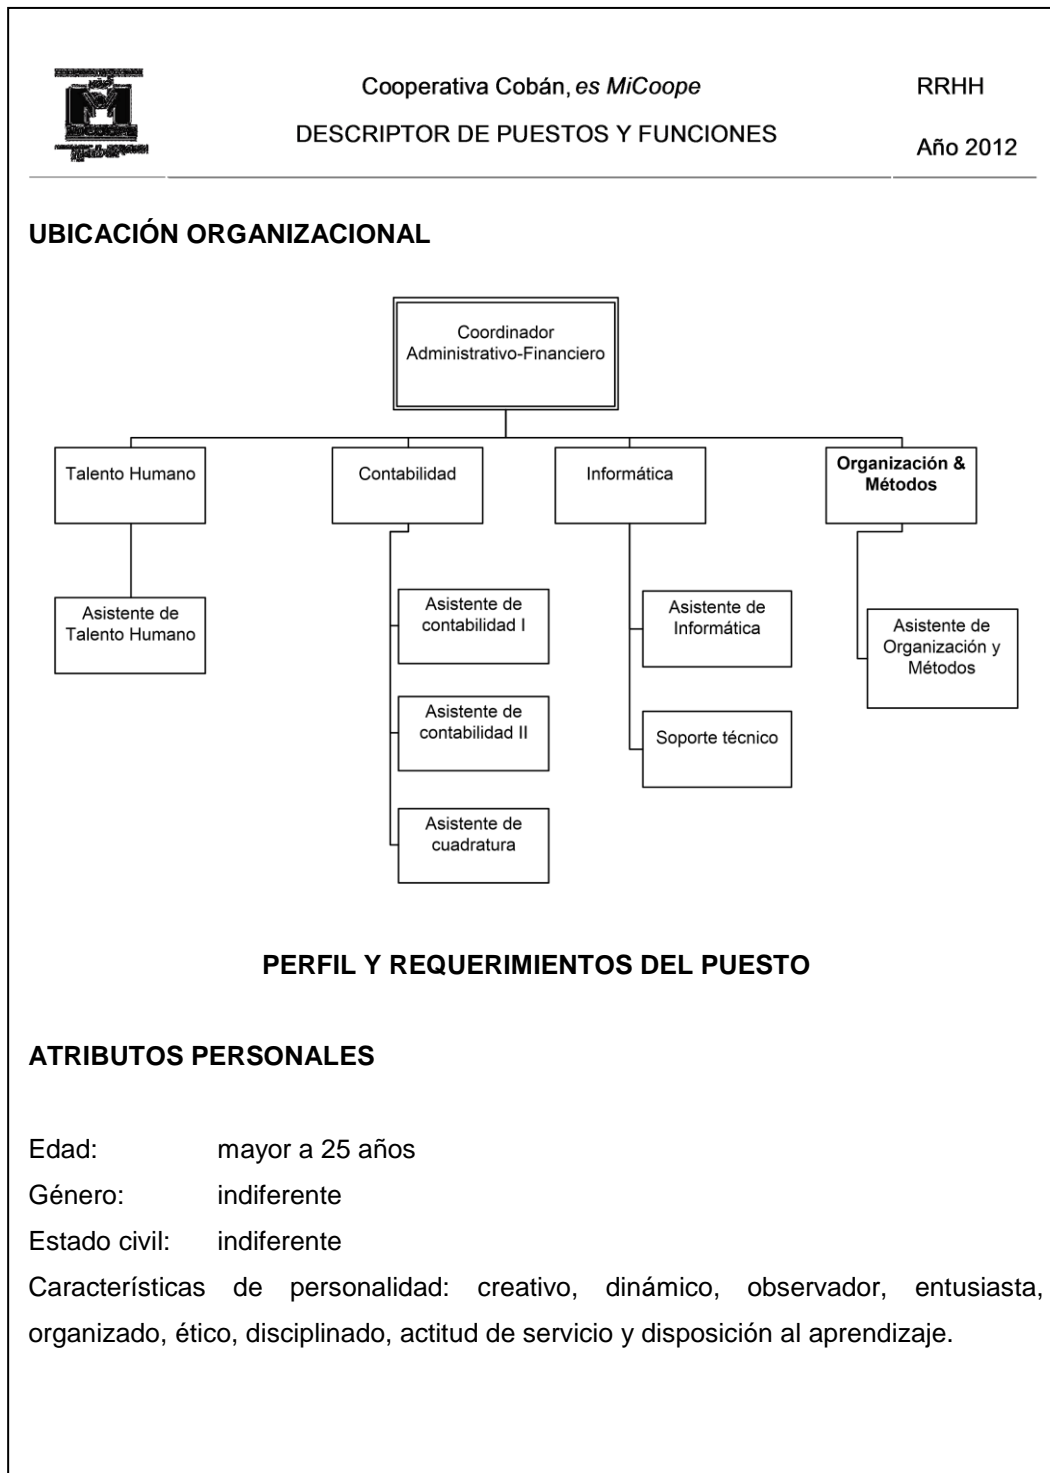 Cooperativa Cobán, es MiCoope
RRHH
DESCRIPTOR DE PUESTOS Y FUNCIONES
Año 2012
UBICACIÓN ORGANIZACIONAL
Coordinador
Administrativo-Financiero
Talento Humano
Contabilidad
Informática
Organización &
Métodos
Asistente de
Talento Humano
Asistente de
contabilidad I
Asistente de
Informática
Asistente de
Organización y
Métodos
Asistente de
contabilidad II
Soporte técnico
Asistente de
cuadratura
PERFIL Y REQUERIMIENTOS DEL PUESTO
ATRIBUTOS PERSONALES
Edad: mayor a 25 años
Género: indiferente
Estado civil: indiferente
Características de personalidad: creativo, dinámico, observador, entusiasta,
organizado, ético, disciplinado, actitud de servicio y disposición al aprendizaje.